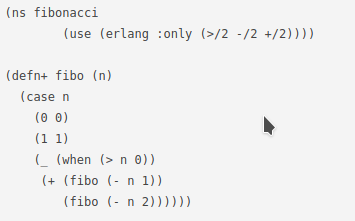 (ns fibonacci
        (use (erlang :only (>/2 -/2 +/2))))

(defn+ fibo (n)
  (case n
    (0 0)
    (1 1)
    (_ (when (> n 0))
     (+ (fibo (- n 1))
        (fibo (- n 2))))))